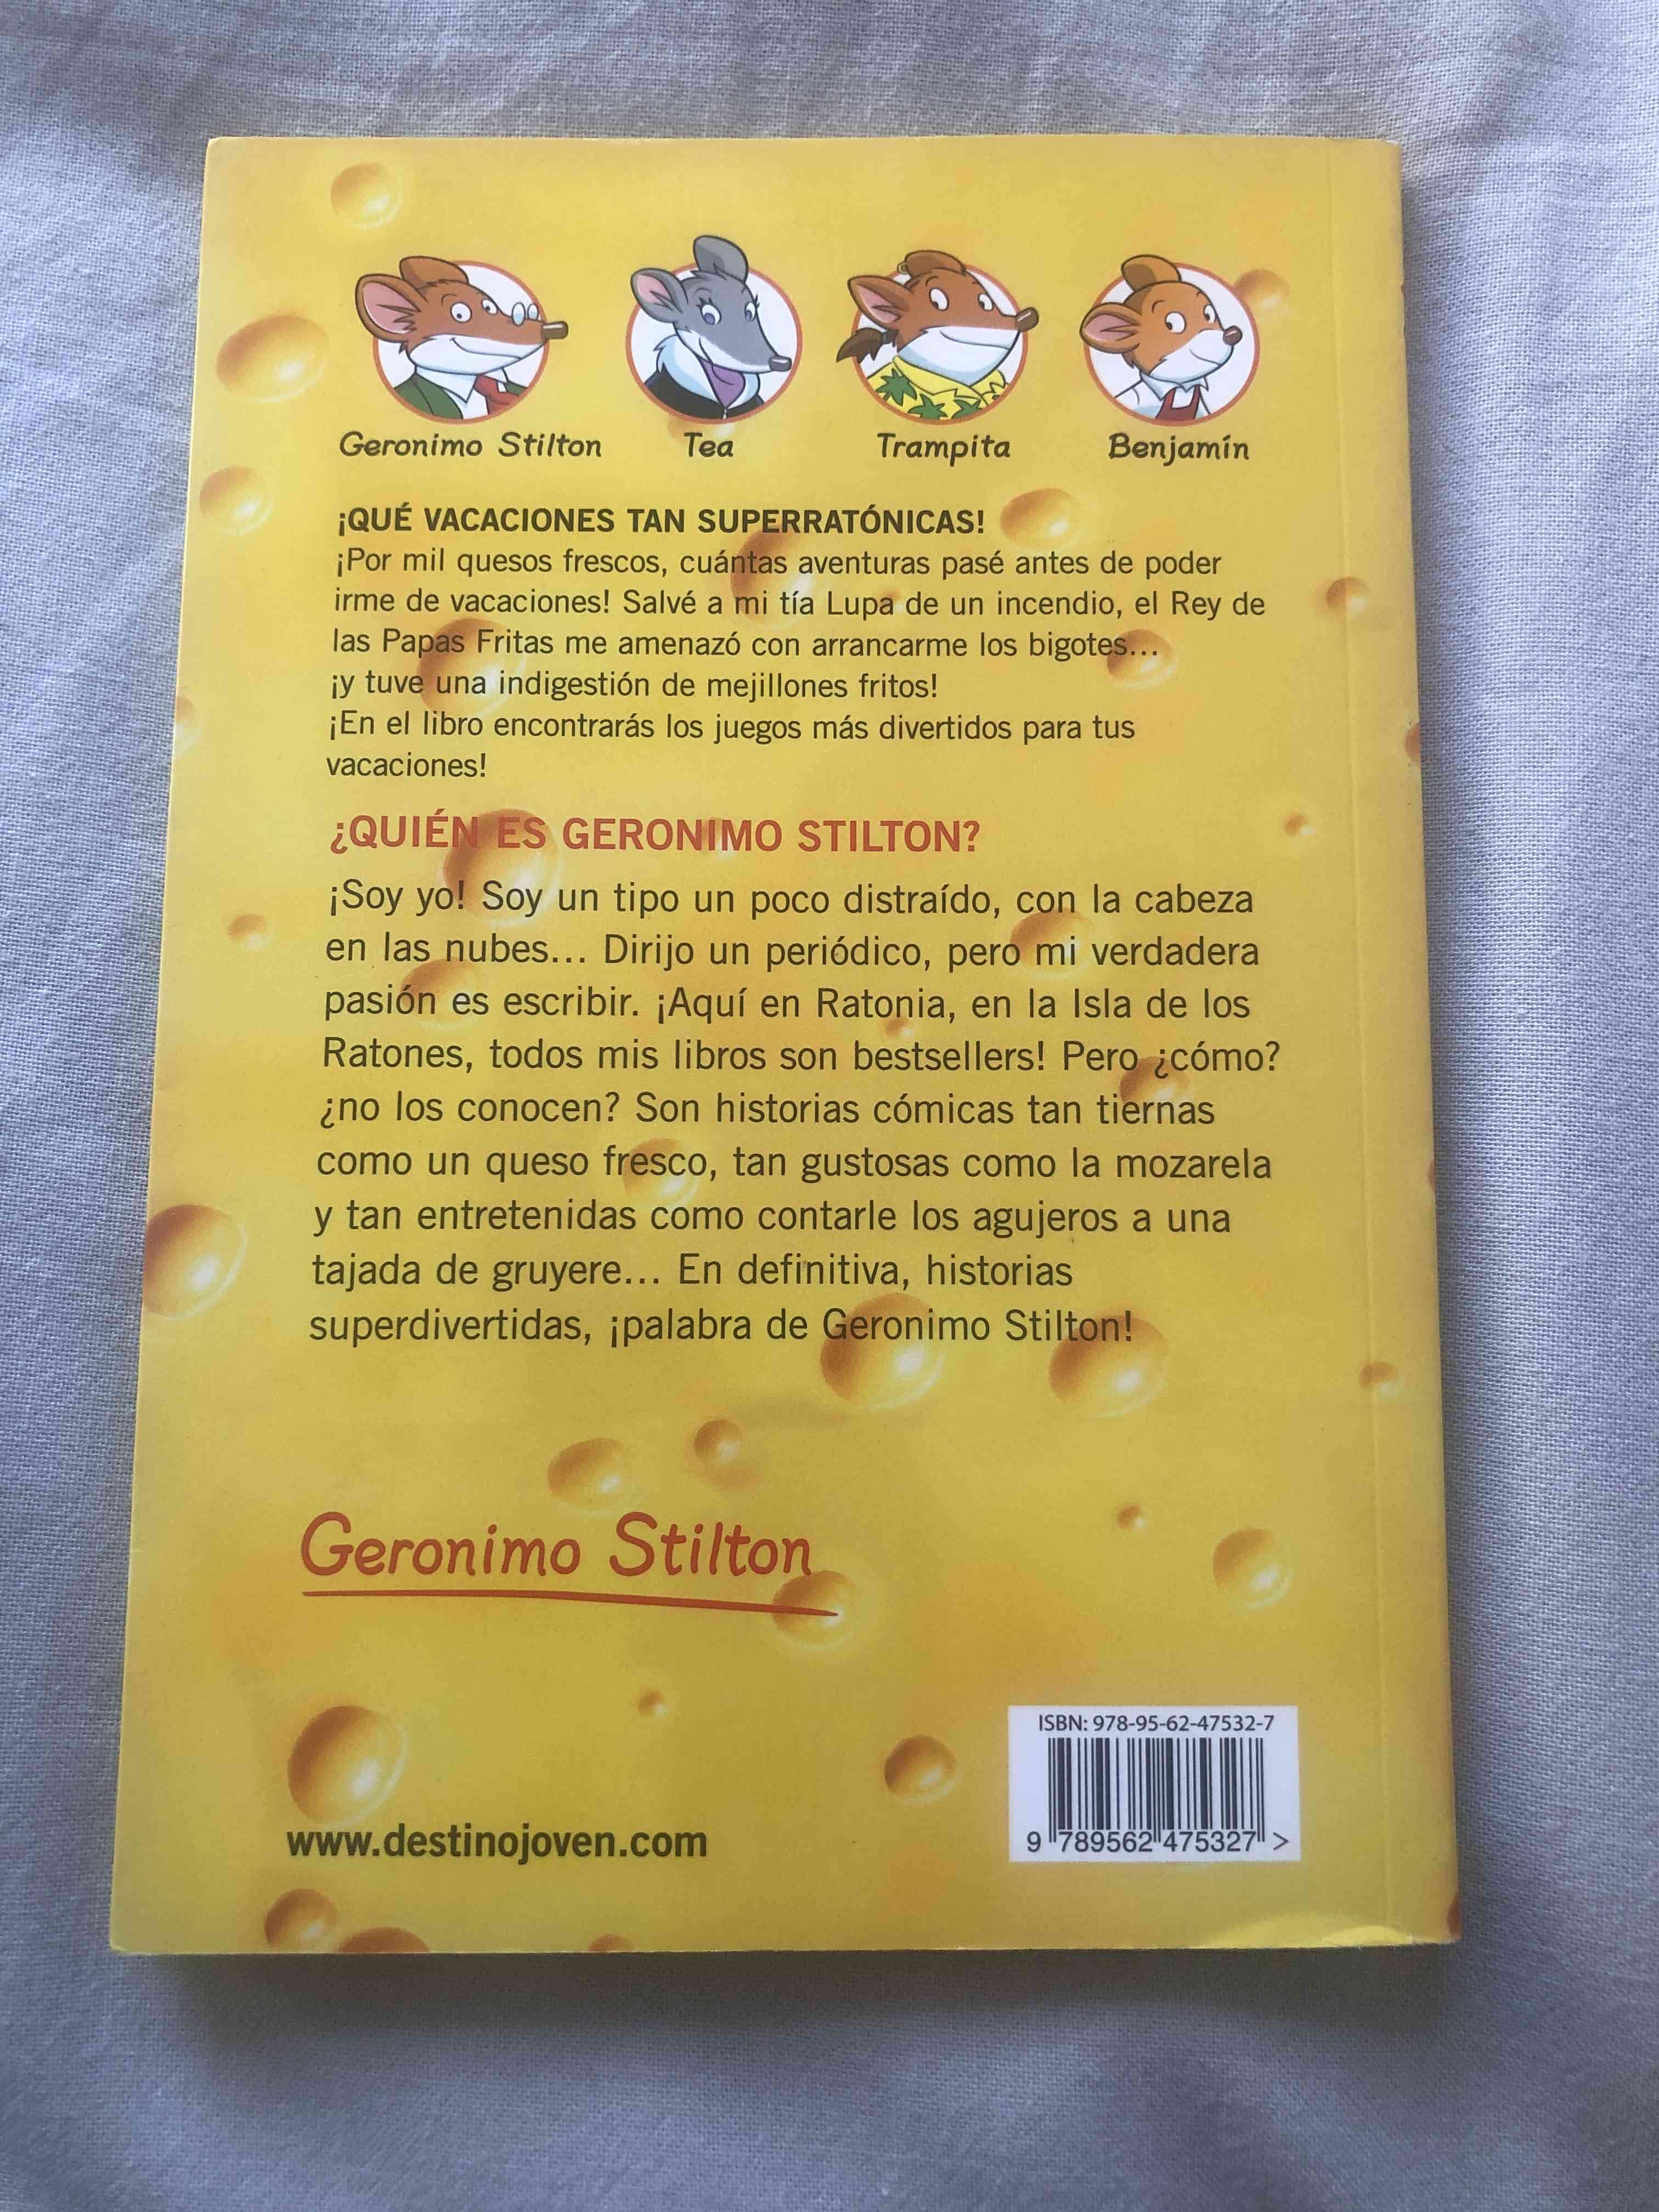 Geronimo Stilton Tea Trampita Benjamín
¡QUÉ VACACIONES TAN SUPERRATÓNICAS!
¡Por mil quesos frescos, cuántas aventuras pasé antes de poder
irme de vacaciones! Salvé a mi tía Lupa de un incendio, el Rey de
las Papas Fritas me amenazó con arrancarme los bigotes...
¡y tuve una indigestión de mejillones fritos!
¡En el libro encontrarás los juegos más divertidos para tus
vacaciones!
¿QUIÉN ES GERONIMO STILTON?
¡Soy yo! Soy un tipo un poco distraído, con la cabeza
en las nubes... Dirijo un periódico, pero mi verdadera
pasión es escribir. ¡Aquí en Ratonia, en la Isla de los
Ratones, todos mis libros son bestsellers! Pero ¿cómo?
¿no los conocen? Son historias cómicas tan tiernas
como un queso fresco, tan gustosas como la mozarela
y tan entretenidas como contarle los agujeros a una
tajada de gruyere... En definitiva, historias
superdivertidas, ¡palabra de Geronimo Stilton!
Geronimo Stilton
ISBN: 978-95-62-47532-7
9 789562 475327 >
www.destinojoven.com